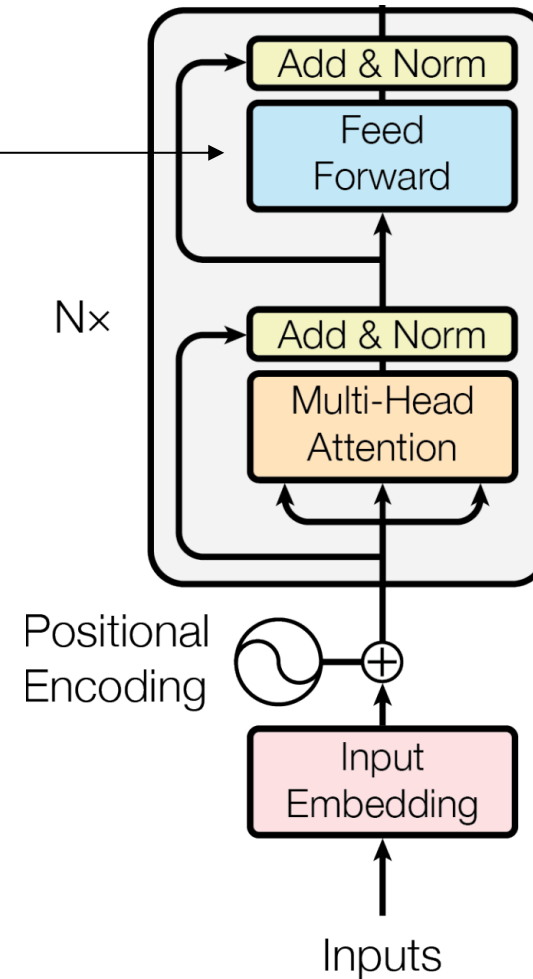 Add & Norm
Feed
Forward
N×
Add & Norm
Multi-Head
Attention
Positional
Encoding
Input
Embedding
Inputs